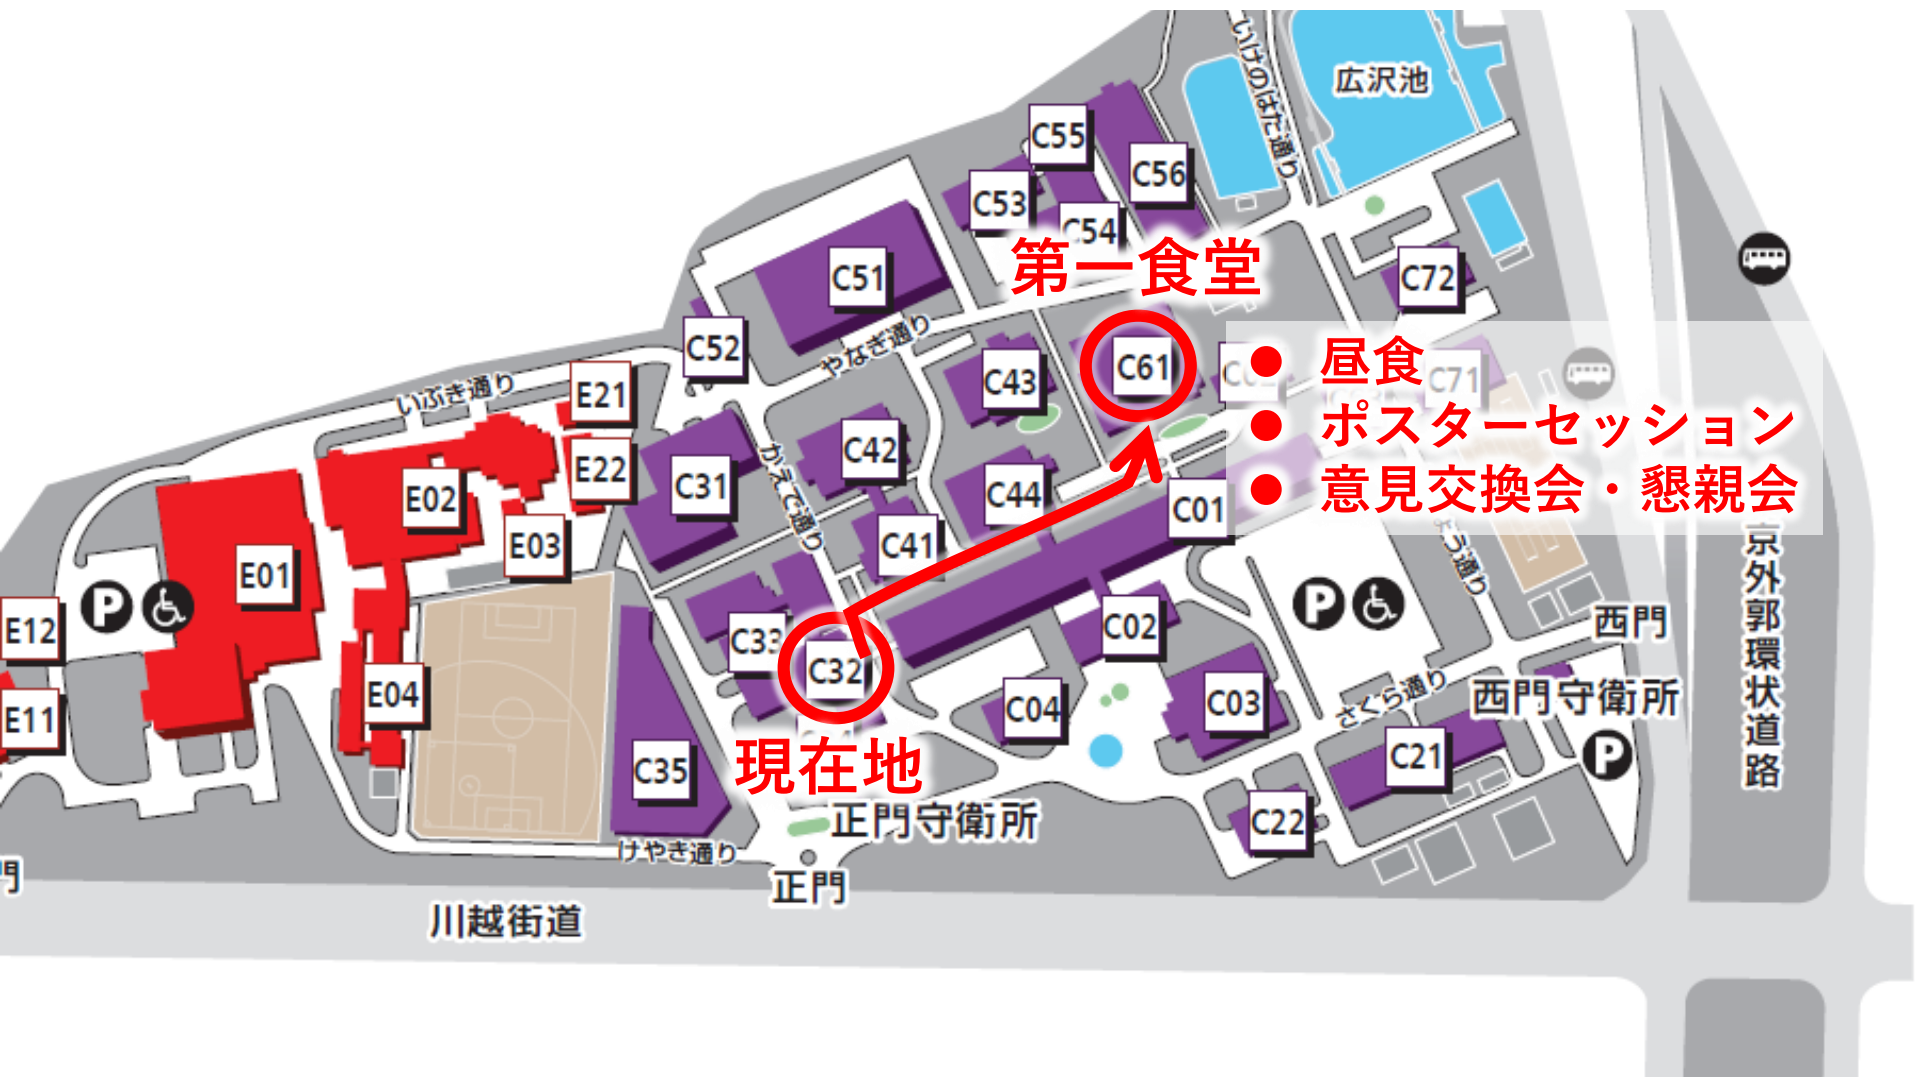 いけのはた通り
広沢池
C55
C56
C53
C54
第一食堂
C51
C72
やなぎ通り
C52
C61
C43
C71
昼食
ポスターセッション
意見交換会・懇親会
いぶき通り
E21
E22
E02
E03
E01
C31
かえで通り
C42
C44
C41
C01
京外郭環状道路
E12
E11
E04
P
C33
C32
現在地
C35
C02
C04
C03
P
西門
西門守衛所
P
さくら通り
C21
C22
正門守衛所
けやき通り
正門
門
川越街道